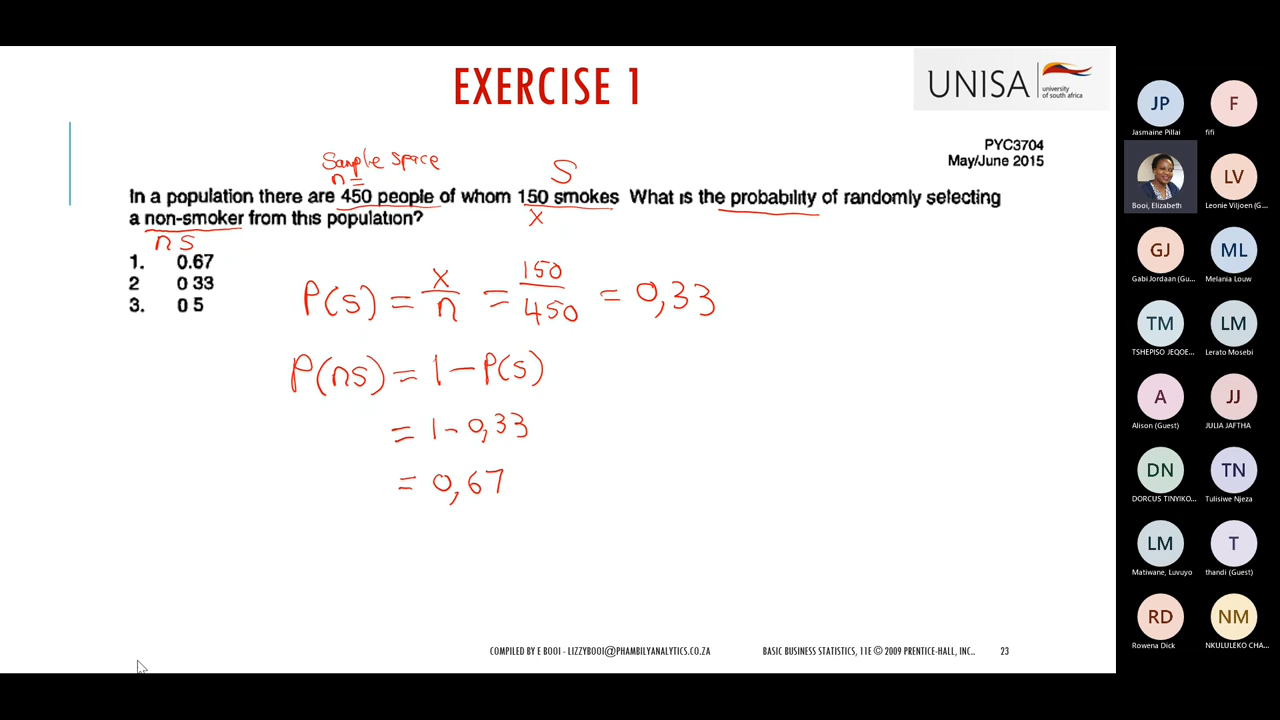 EXERCISE 1
UNISA
university
of south africa
PYC3704
May/June 2015
Sample space
n =
S
In a population there are 450 people of whom 150 smokes What is the probability of randomly selecting
x
a non-smoker from this population?
ns
1. 0.67
2 0 33
3. 0 5
P(s) = x/n = 150/450 = 0,33
P(ns) = 1 - P(s)
= 1 - 0,33
= 0,67
COMPILED BY E BOOI - LIZZYBOOI@PHAMBILYANALYTICS.CO.ZA
BASIC BUSINESS STATISTICS, 11E © 2009 PRENTICE-HALL, INC..
23
JP
F
Jasmaine Pillai
fifi
LV
Booi, Elizabeth
Leonie Viljoen (G...
GJ
ML
Gabi Jordaan (Gu...
Melania Louw
TM
LM
TSHEPISO JEQOE...
Lerato Mosebi
A
JJ
Alison (Guest)
JULIA JAFTHA
DN
TN
DORCUS TINYIKO...
Tulisiwe Njeza
LM
T
Matiwane, Luvuyo
thandi (Guest)
RD
NM
Rowena Dick
NKULULEKO CHA...